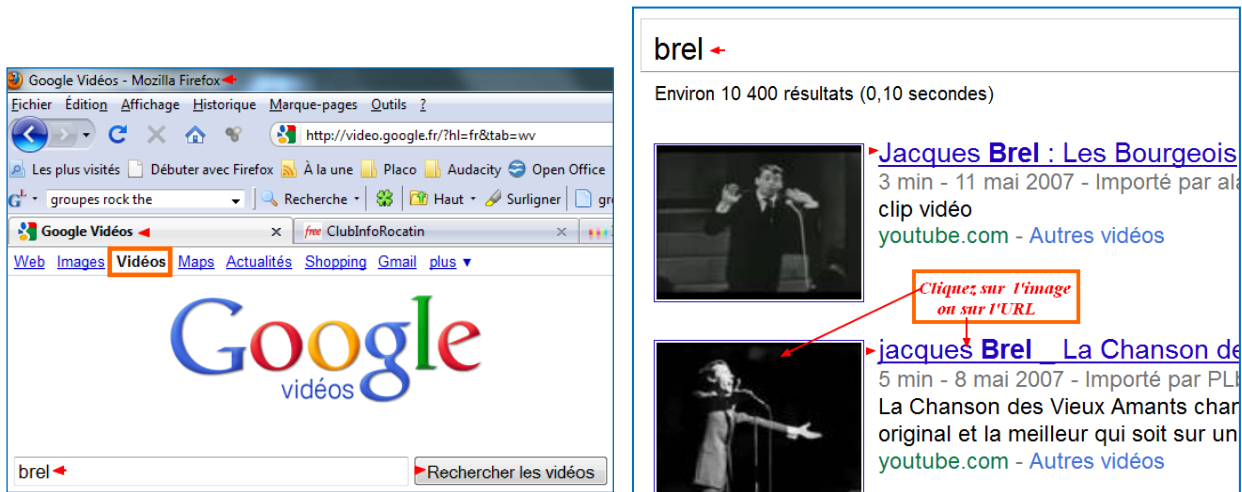 Google Vidéos - Mozilla Firefox
Fichier Édition Affichage Historique Marque-pages Outils ?
http://video.google.fr/?hl=fr&tab=wv
Les plus visités Débuter avec Firefox À la une Placo Audacity Open Office
groupes rock the Recherche Haut Surligner gr
Google Vidéos x free ClubInfoRocatin x
Web Images Vidéos Maps Actualités Shopping Gmail plus ▼
Google
vidéos
brel Rechercher les vidéos
brel
Environ 10 400 résultats (0,10 secondes)
Jacques Brel : Les Bourgeois
3 min - 11 mai 2007 - Importé par ala
clip vidéo
youtube.com - Autres vidéos
Cliquez sur l'image
ou sur l'URL
jacques Brel _ La Chanson de
5 min - 8 mai 2007 - Importé par PLb
La Chanson des Vieux Amants char
original et la meilleur qui soit sur un
youtube.com - Autres vidéos